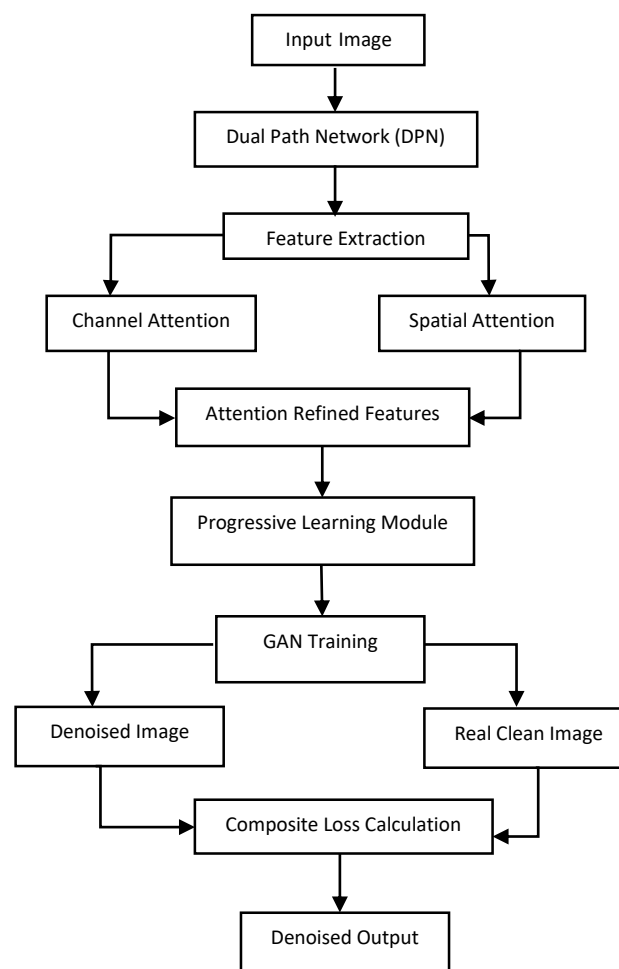 Input Image
Dual Path Network (DPN)
Feature Extraction
Channel Attention
Spatial Attention
Attention Refined Features
Progressive Learning Module
GAN Training
Denoised Image
Real Clean Image
Composite Loss Calculation
Denoised Output